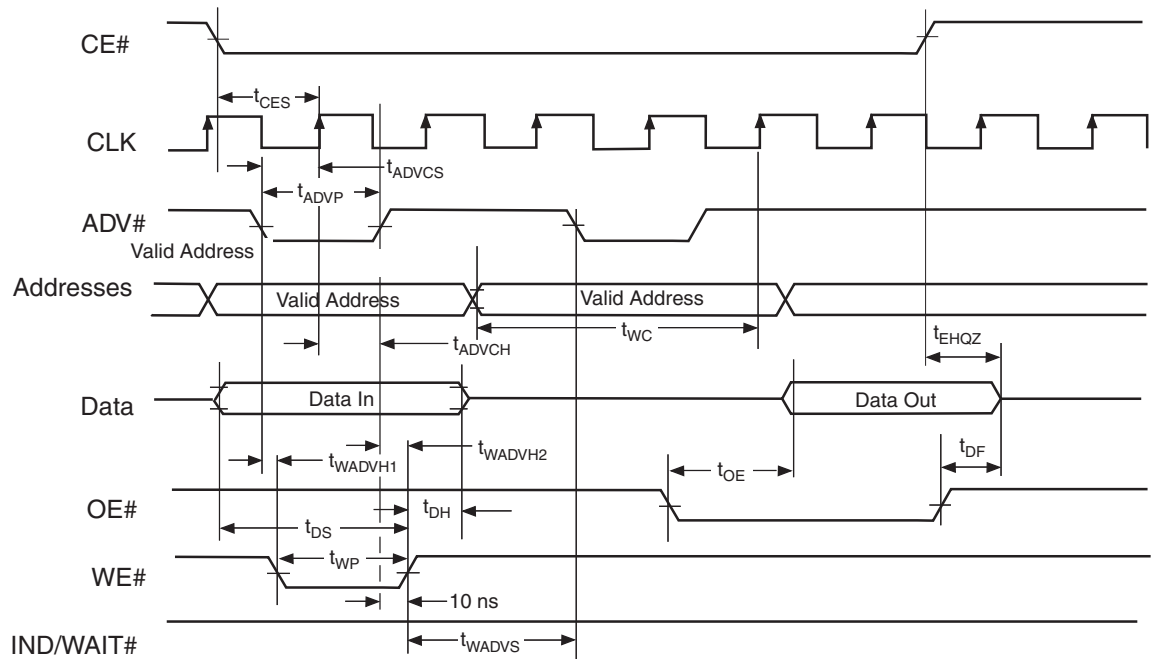 CE#
tCES
CLK
tADVCS
tADVP
ADV#
Valid Address
Addresses
Valid Address
Valid Address
tWC
tADVCH
tEHQZ
Data
Data In
Data Out
tWADVH1
tWADVH2
tOE
tDF
OE#
tDH
tDS
tWP
WE#
10 ns
tWADVS
IND/WAIT#